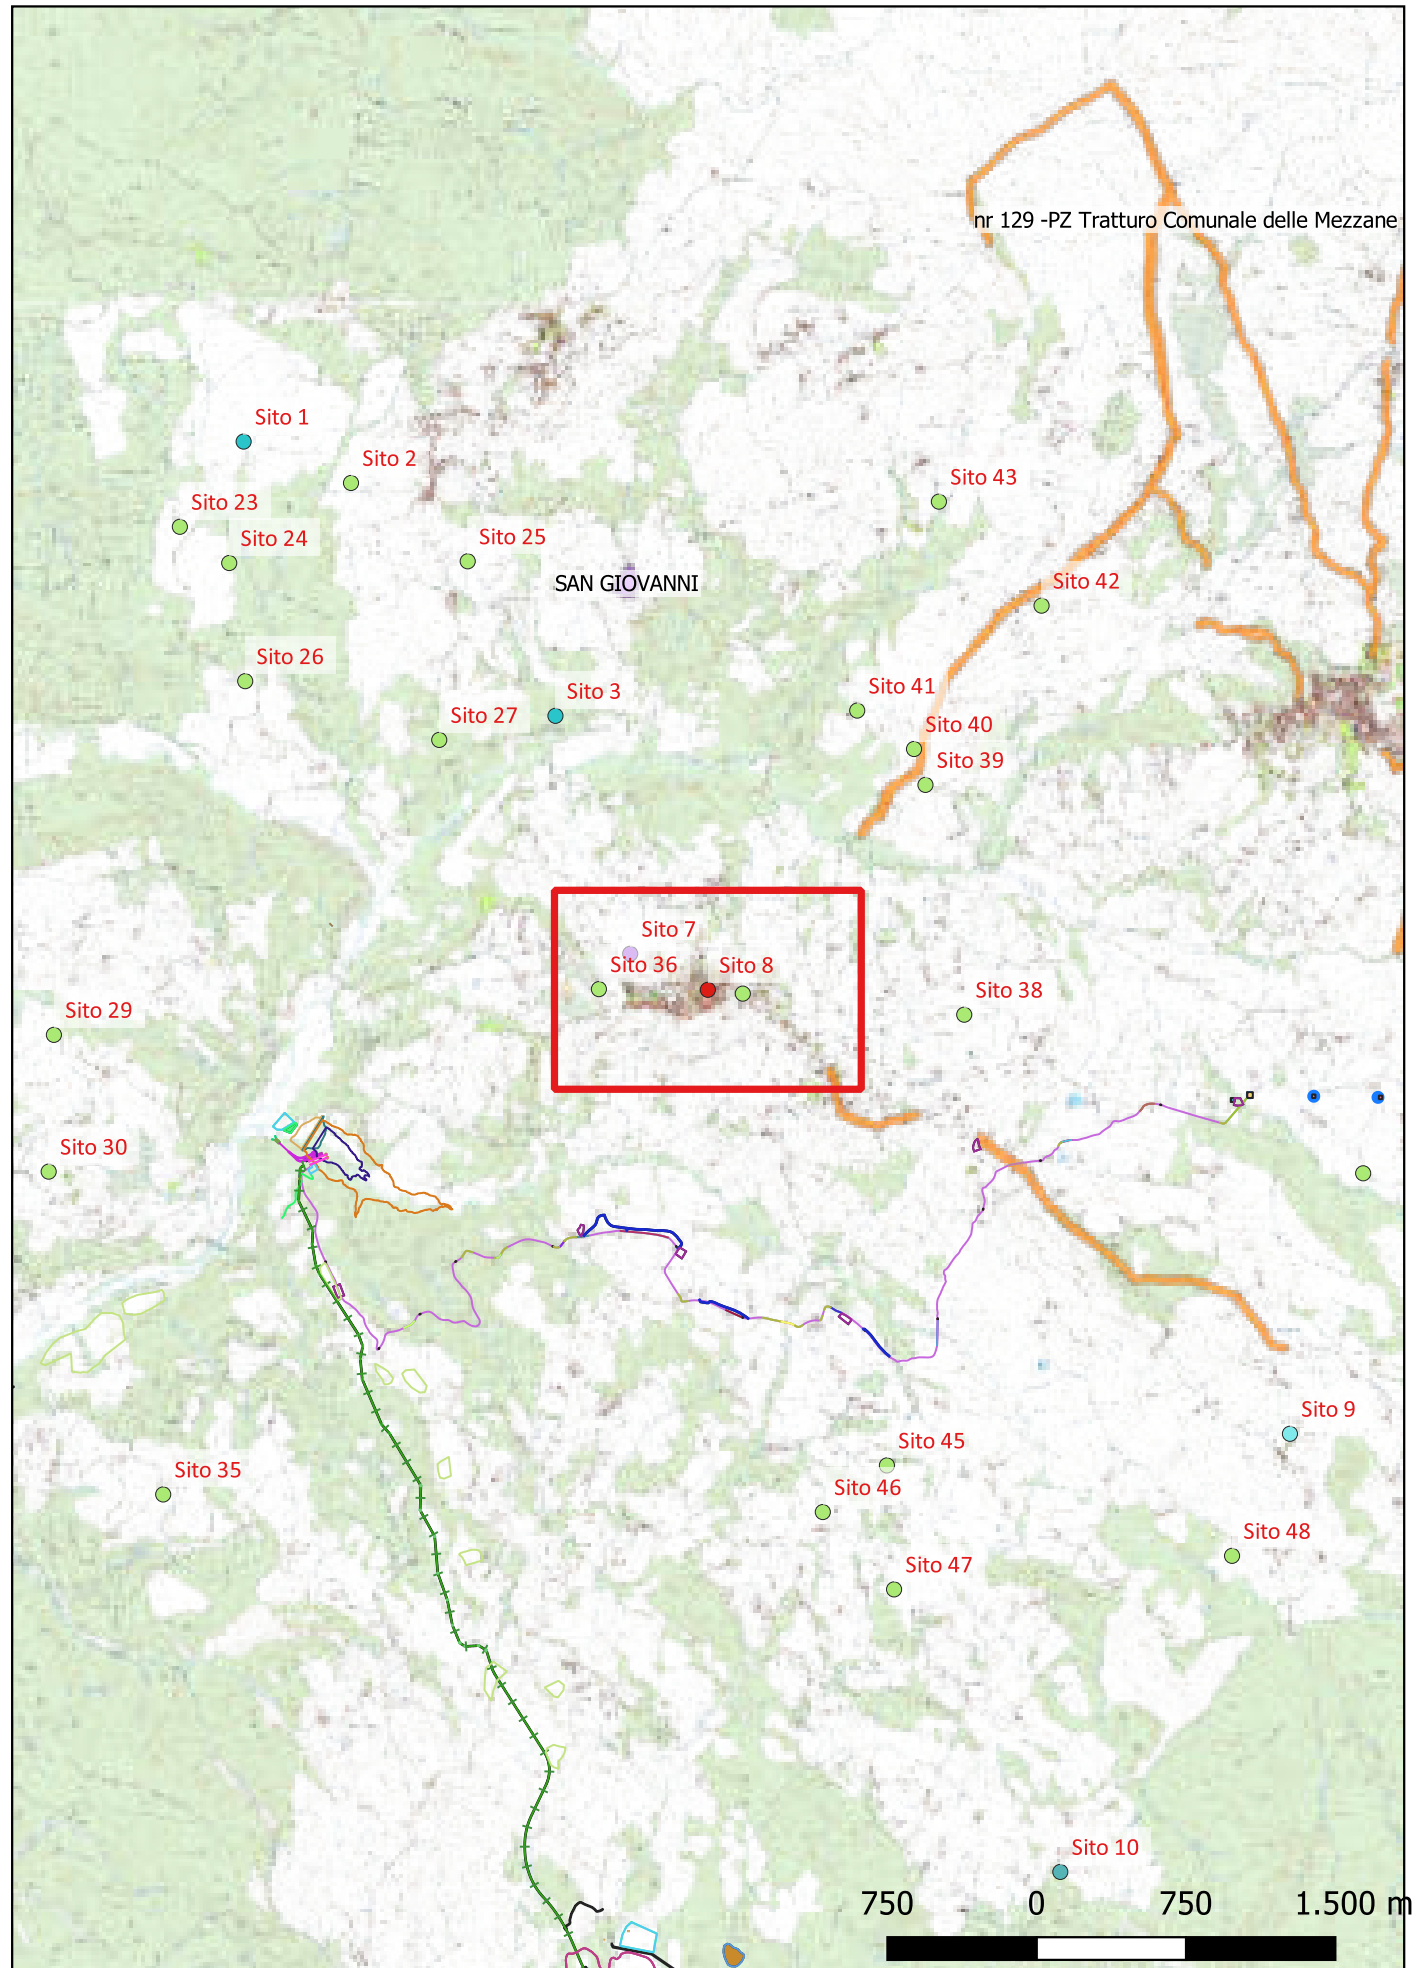 nr 129 -PZ Tratturo Comunale delle Mezzane
Sito 1
Sito 2
Sito 43
Sito 23
Sito 24
Sito 25
SAN GIOVANNI
Sito 42
Sito 26
Sito 3
Sito 41
Sito 27
Sito 40
Sito 39
Sito 7
Sito 36
Sito 8
Sito 38
Sito 29
Sito 30
Sito 9
Sito 45
Sito 35
Sito 46
Sito 48
Sito 47
Sito 10
750 0 750 1.500 m